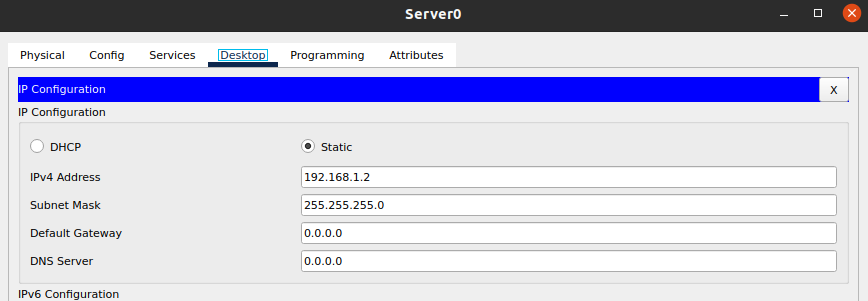 Server0
Physical Config Services Desktop Programming Attributes
IP Configuration
X
IP Configuration
DHCP Static
IPv4 Address 192.168.1.2
Subnet Mask 255.255.255.0
Default Gateway 0.0.0.0
DNS Server 0.0.0.0
IPv6 Configuration